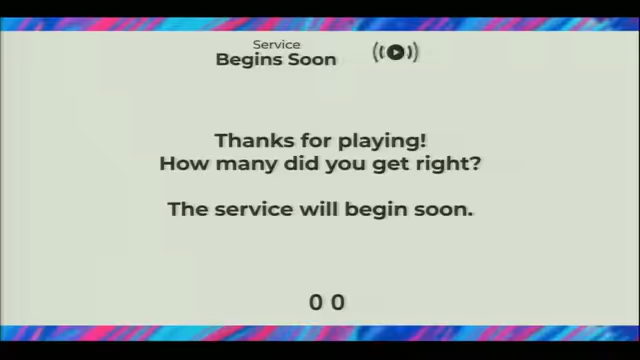 Service
Begins Soon
Thanks for playing!
How many did you get right?
The service will begin soon.
0 0